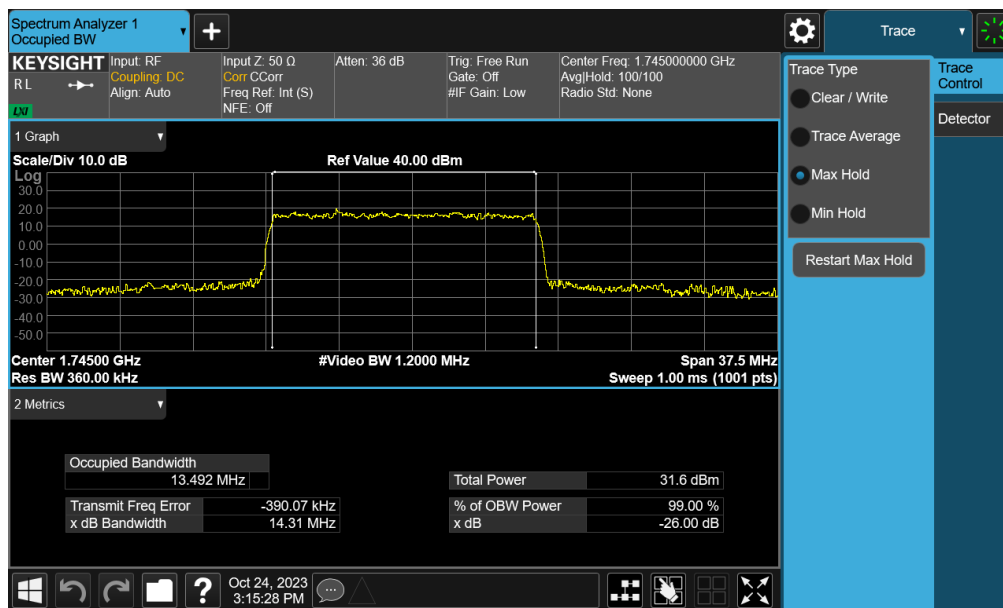 Spectrum Analyzer 1
Occupied BW
+
Trace
KEYSIGHT
R L
LXI
Input: RF
Coupling: DC
Align: Auto
Input Z: 50 Ω
Corr CCorr
Freq Ref: Int (S)
NFE: Off
Atten: 36 dB
Trig: Free Run
Gate: Off
#IF Gain: Low
Center Freq: 1.745000000 GHz
Avg|Hold: 100/100
Radio Std: None
Trace Type
Clear / Write
Trace Average
Max Hold
Min Hold
Restart Max Hold
Trace
Control
Detector
1 Graph
Scale/Div 10.0 dB
Ref Value 40.00 dBm
Log
30.0
20.0
10.0
0.00
-10.0
-20.0
-30.0
-40.0
-50.0
Center 1.74500 GHz
#Video BW 1.2000 MHz
Span 37.5 MHz
Res BW 360.00 kHz
Sweep 1.00 ms (1001 pts)
2 Metrics
Occupied Bandwidth
13.492 MHz
Total Power 31.6 dBm
Transmit Freq Error -390.07 kHz
% of OBW Power 99.00 %
x dB Bandwidth 14.31 MHz
x dB -26.00 dB
?
Oct 24, 2023
3:15:28 PM